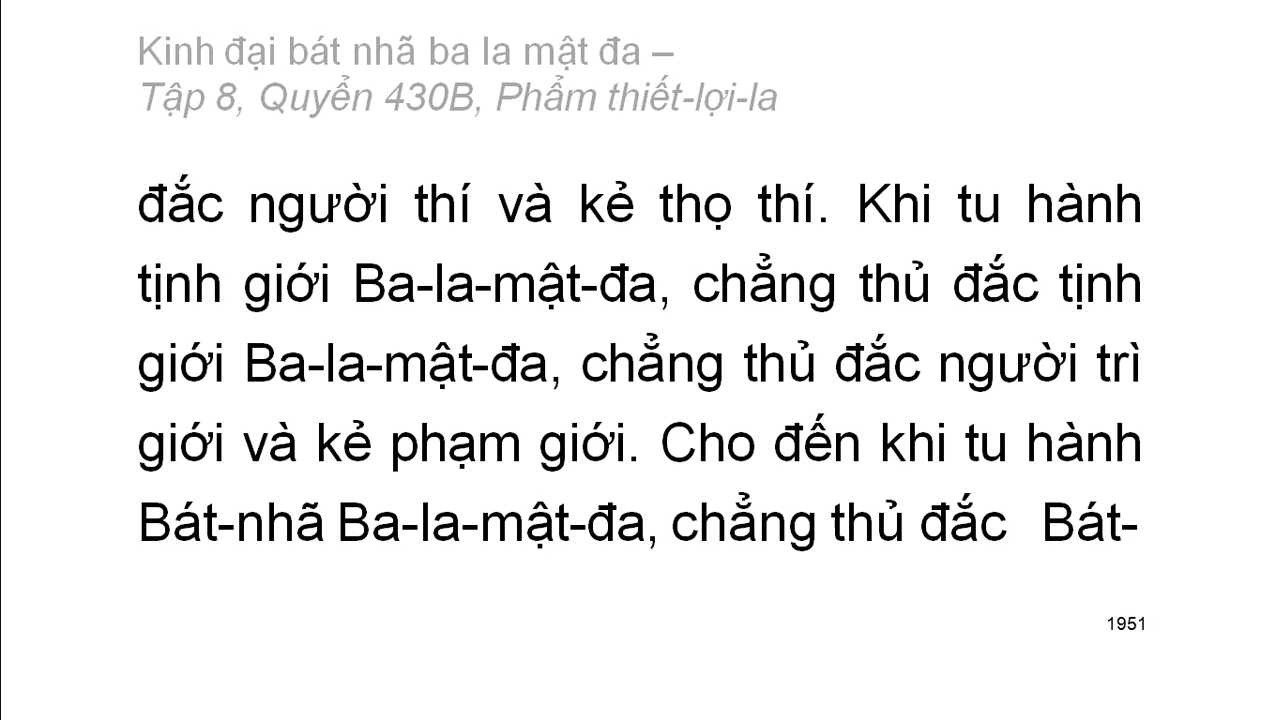 Kinh đại bát nhã ba la mật đa –
Tập 8, Quyển 430B, Phẩm thiết-lợi-la
đắc người thí và kẻ thọ thí. Khi tu hành
tịnh giới Ba-la-mật-đa, chẳng thủ đắc tịnh
giới Ba-la-mật-đa, chẳng thủ đắc người trì
giới và kẻ phạm giới. Cho đến khi tu hành
Bát-nhã Ba-la-mật-đa, chẳng thủ đắc Bát-
1951